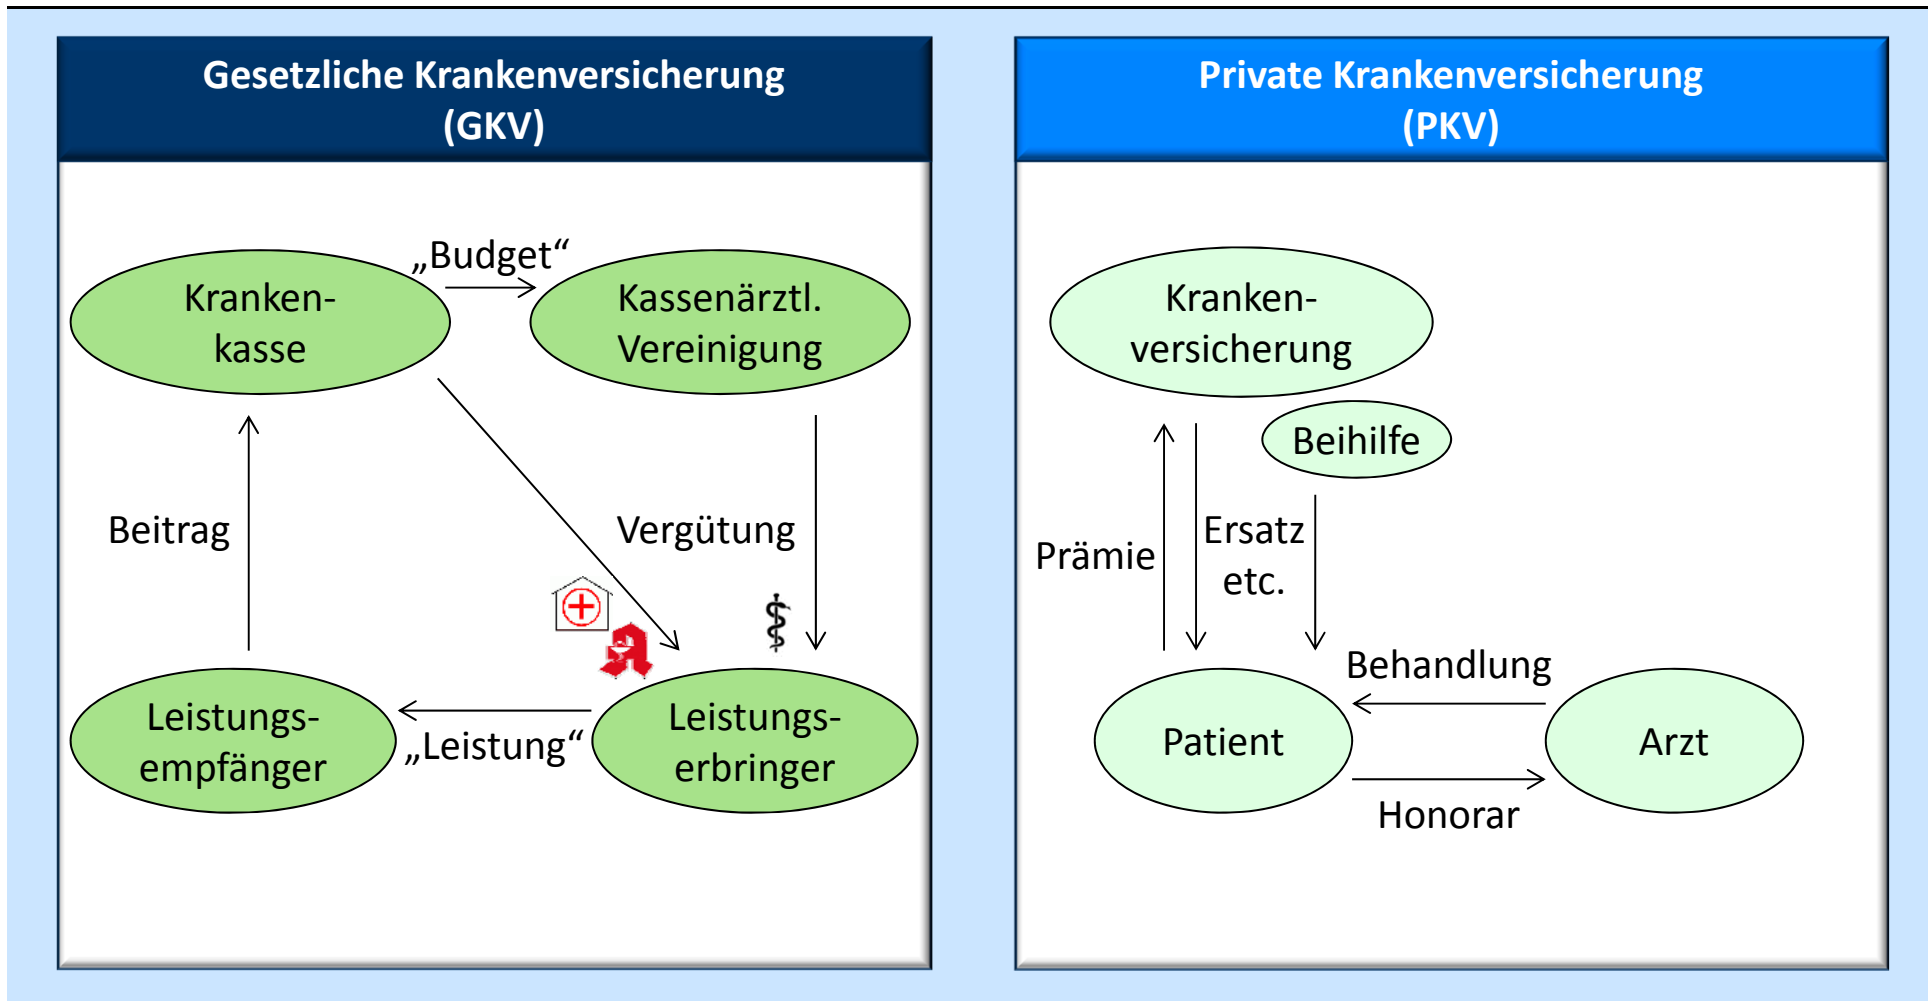 Gesetzliche Krankenversicherung
(GKV)
„Budget“
Kranken-
kasse
Kassenärztl.
Vereinigung
Beitrag
Vergütung
Leistungs-
empfänger
„Leistung“
Leistungs-
erbringer
Private Krankenversicherung
(PKV)
Kranken-
versicherung
Beihilfe
Prämie
Ersatz
etc.
Behandlung
Patient
Arzt
Honorar